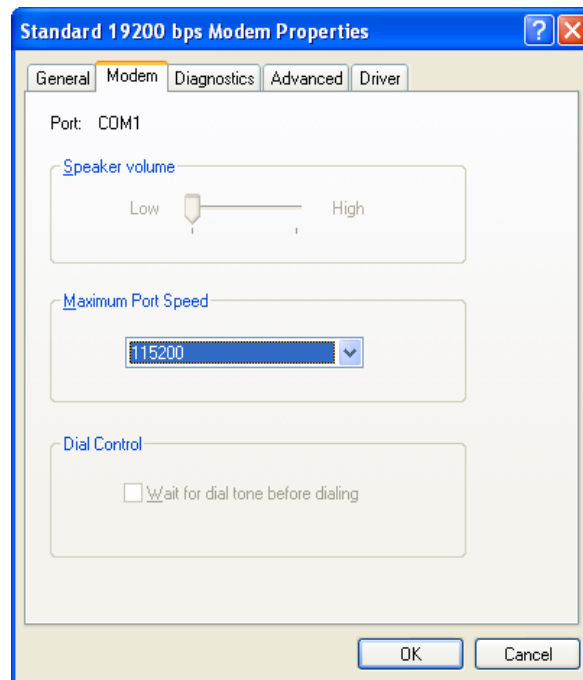 Standard 19200 bps Modem Properties
General Modem Diagnostics Advanced Driver
Port: COM1
Speaker volume
Low High
Maximum Port Speed
115200
Dial Control
Wait for dial tone before dialing
OK Cancel